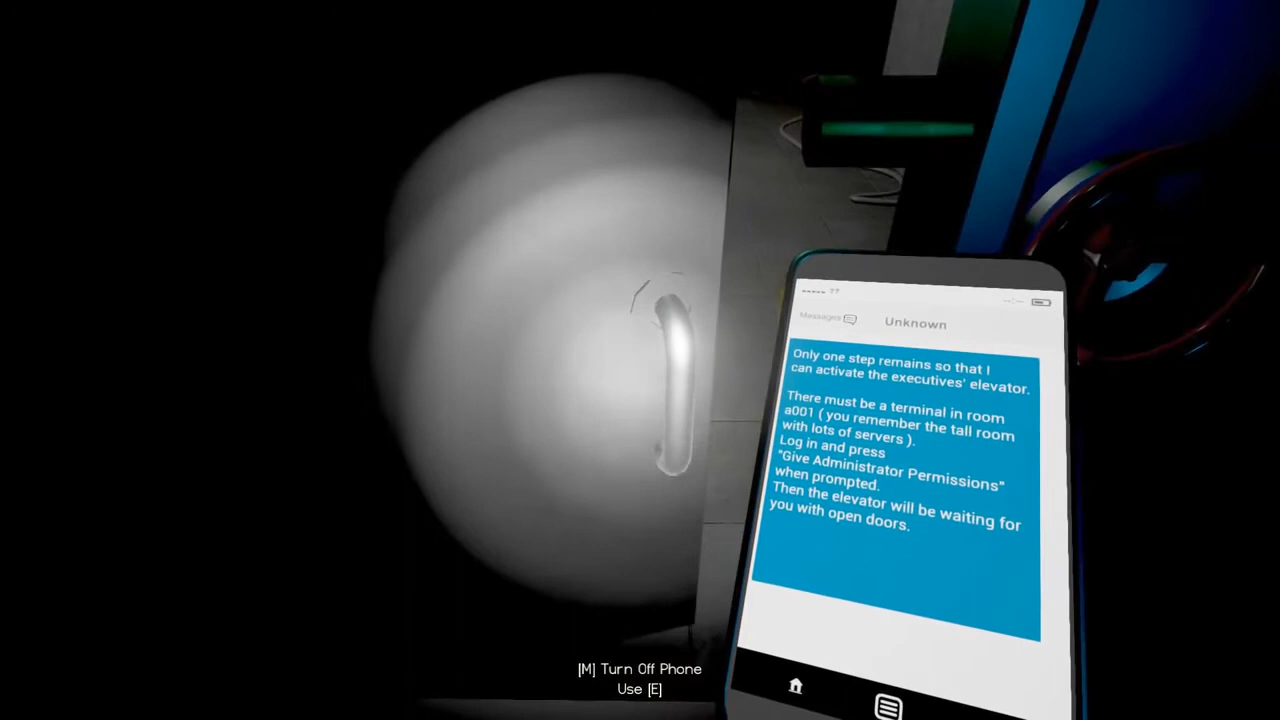 ----- ??
--:--
Messages
Unknown
Only one step remains so that I
can activate the executives' elevator.
There must be a terminal in room
a001 ( you remember the tall room
with lots of servers ).
Log in and press
"Give Administrator Permissions"
when prompted.
Then the elevator will be waiting for
you with open doors.
[M] Turn Off Phone
Use [E]